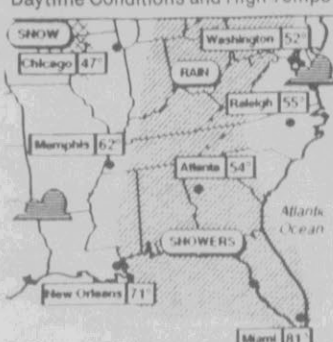 Daytime Conditions and High Tempe
SNOW
Washington 52°
Chicago 47°
RAIN
Raleigh 55°
Memphis 62°
Atlanta 54°
Atlantic
Ocean
SHOWERS
New Orleans 71°
Miami 81°